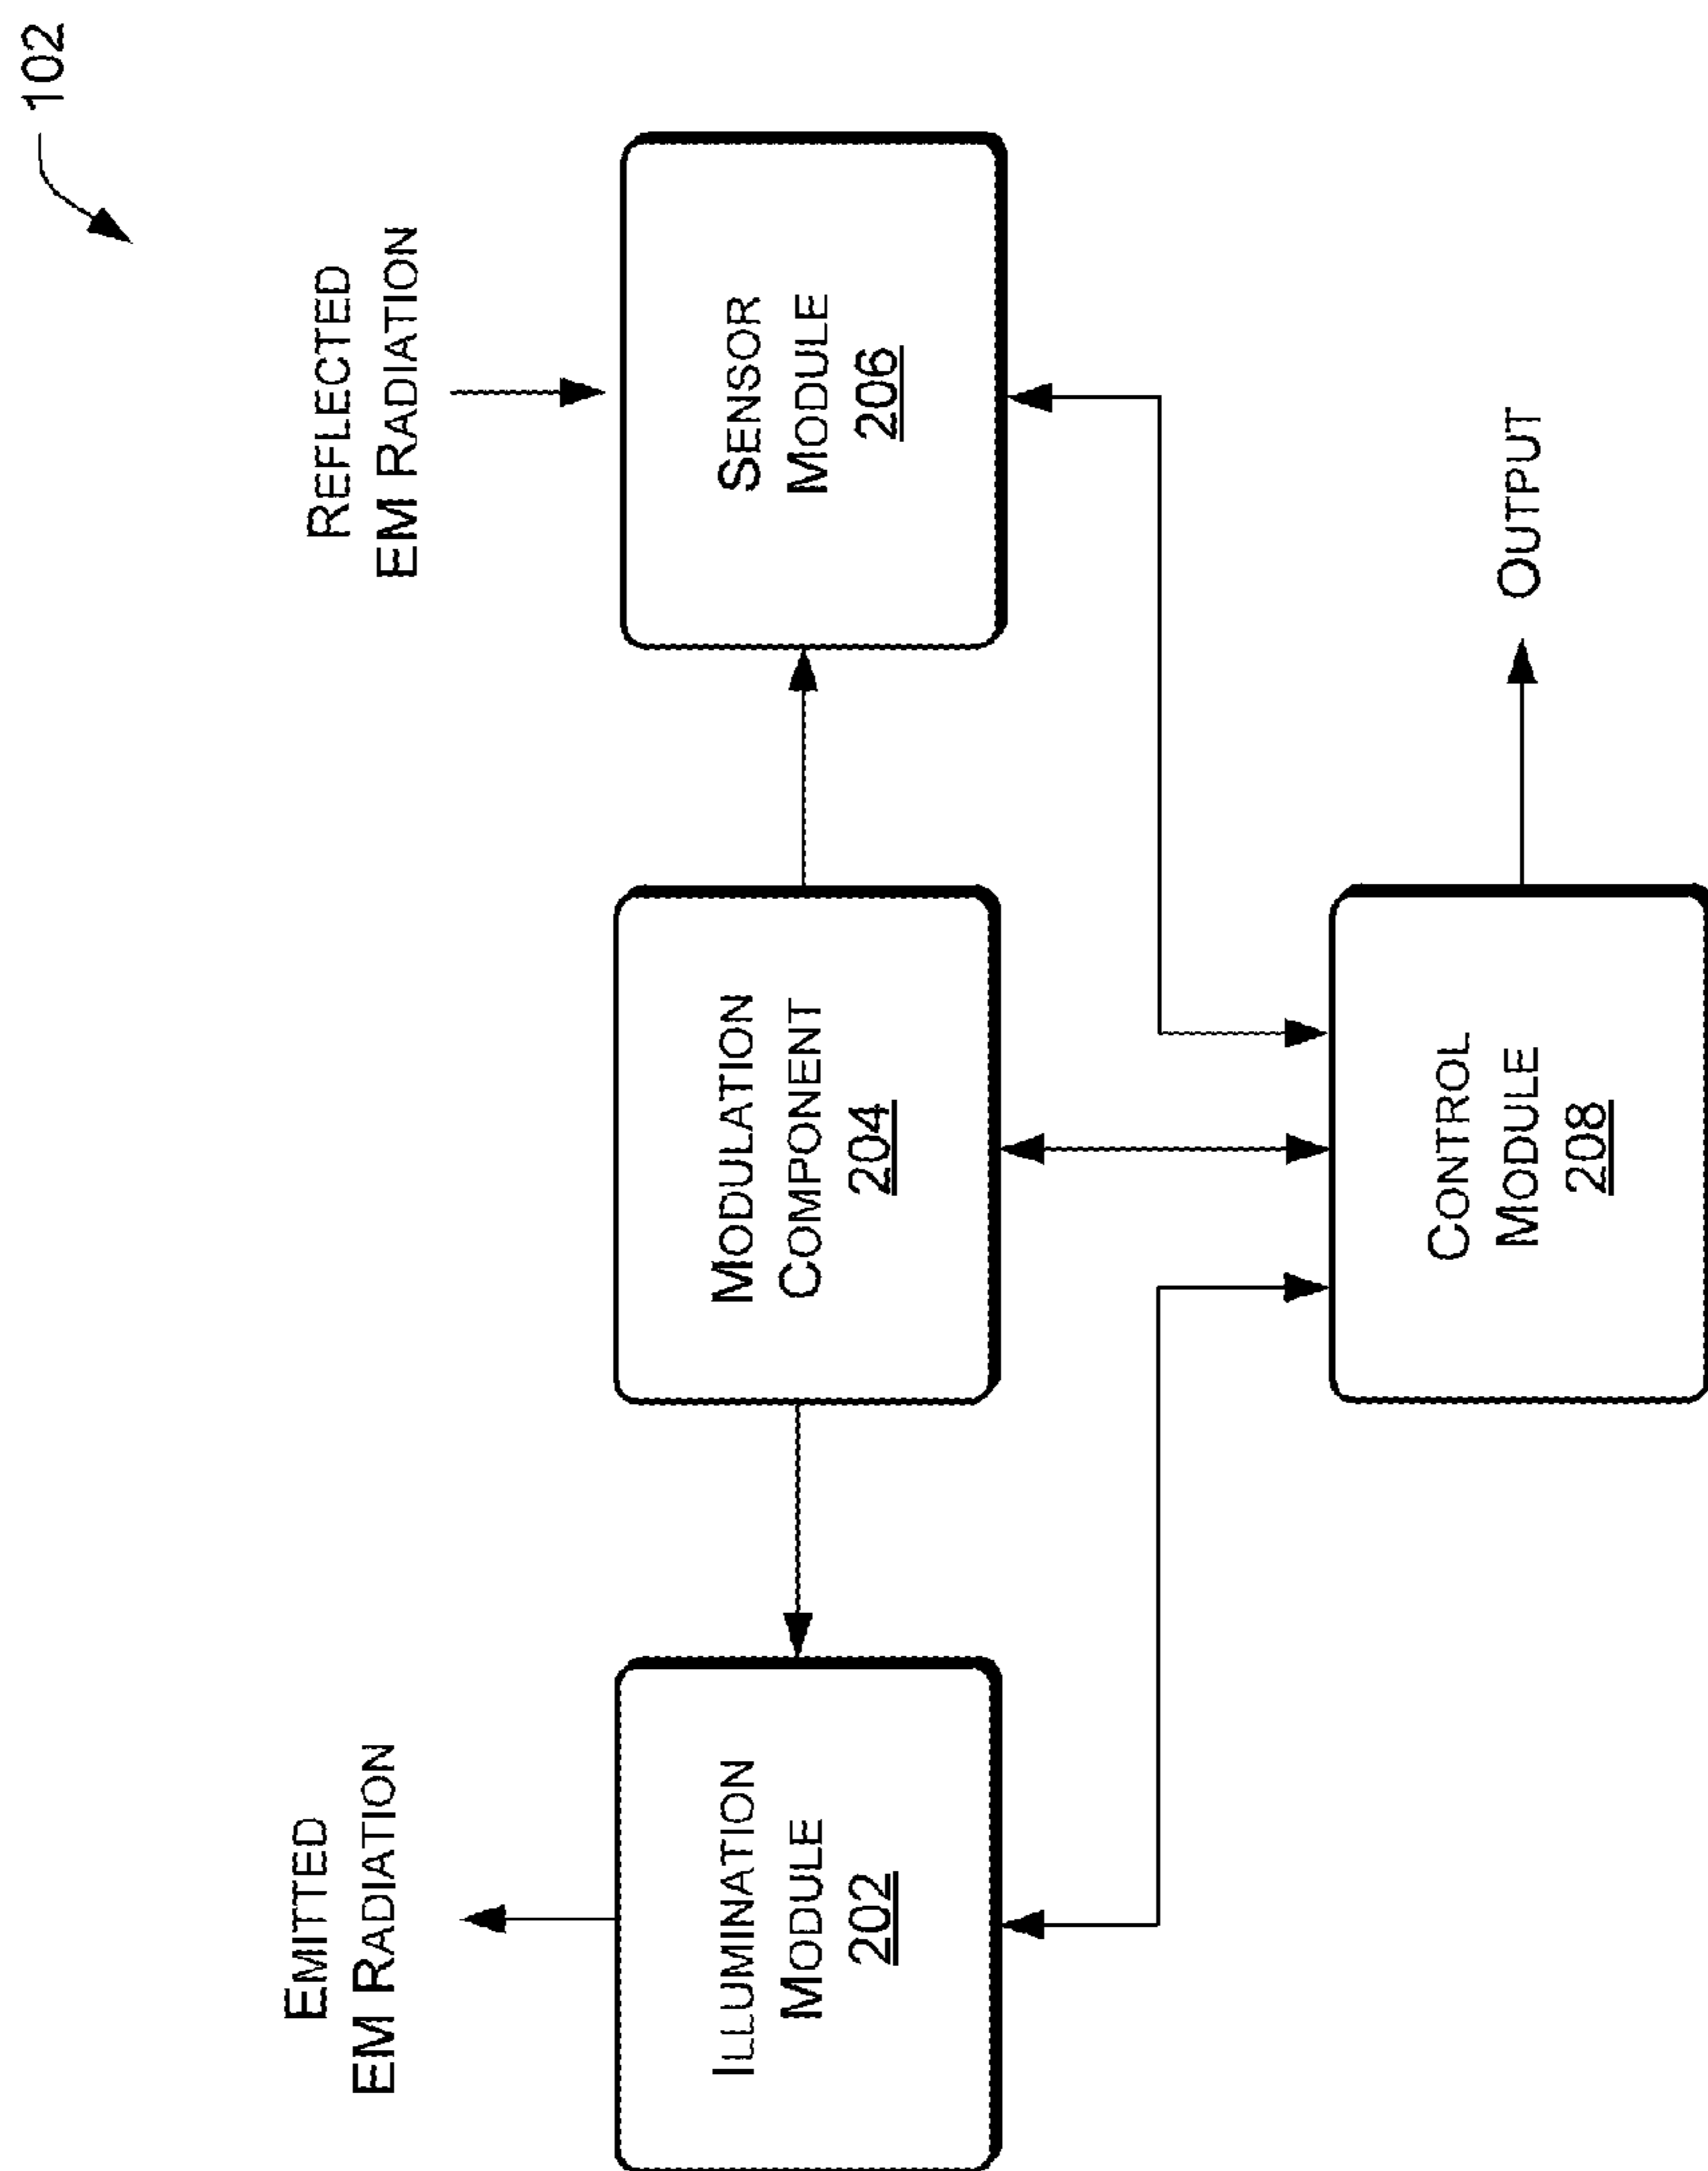 102
EMITTED
EM RADIATION
REFLECTED
EM RADIATION
ILLUMINATION
MODULE
202
MODULATION
COMPONENT
204
SENSOR
MODULE
206
CONTROL
MODULE
208
OUTPUT